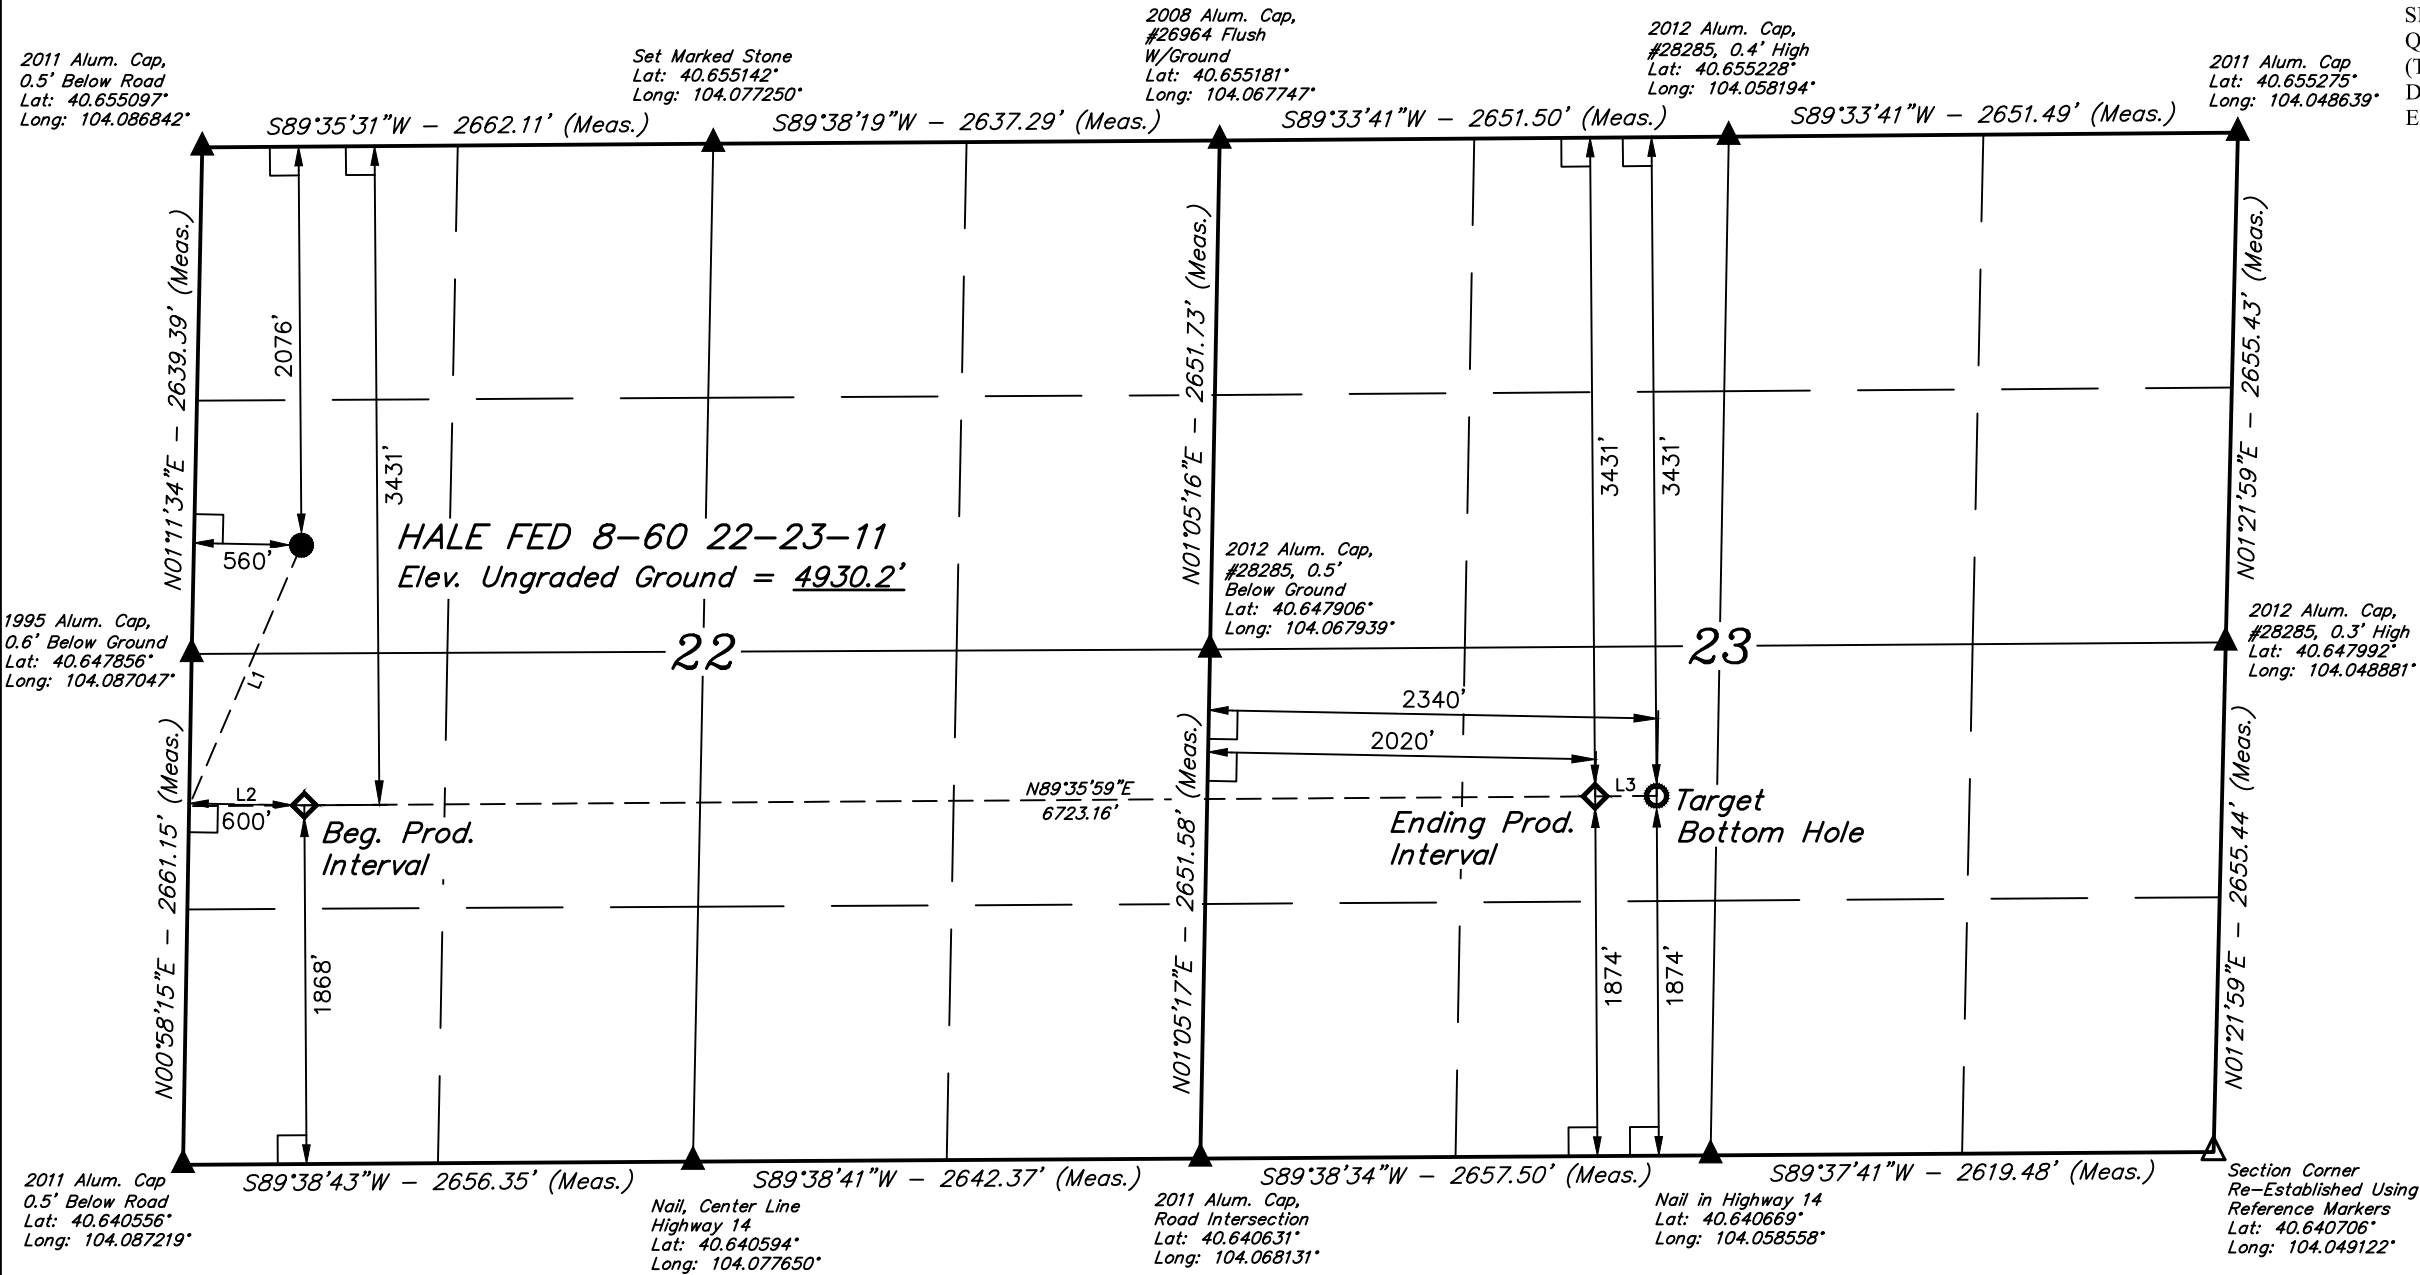 2011 Alum. Cap,
0.5' Below Road
Lat: 40.655097°
Long: 104.086842°
Set Marked Stone
Lat: 40.655142°
Long: 104.077250°
2008 Alum. Cap,
#26964 Flush
W/Ground
Lat: 40.655181°
Long: 104.067747°
2012 Alum. Cap,
#28285, 0.4' High
Lat: 40.655228°
Long: 104.058194°
2011 Alum. Cap
Lat: 40.655275°
Long: 104.048639°
S89°35'31"W - 2662.11' (Meas.)
S89°38'19"W - 2637.29' (Meas.)
S89°33'41"W - 2651.50' (Meas.)
S89°33'41"W - 2651.49' (Meas.)
N01°11'34"E - 2639.39' (Meas.)
2076'
3431'
N01°05'16"E - 2651.73' (Meas.)
3431'
3431'
N01°21'59"E - 2655.43' (Meas.)
560'
HALE FED 8-60 22-23-11
Elev. Ungraded Ground = 4930.2'
2012 Alum. Cap,
#28285, 0.5'
Below Ground
Lat: 40.647906°
Long: 104.067939°
1995 Alum. Cap,
0.6' Below Ground
Lat: 40.647856°
Long: 104.087047°
L1
22
23
2012 Alum. Cap,
#28285, 0.3' High
Lat: 40.647992°
Long: 104.048881°
2340'
2020'
L2
600'
Beg. Prod.
Interval
N89°35'59"E
6723.16'
L3
Ending Prod.
Interval
Target
Bottom Hole
N00°58'15"E - 2661.15' (Meas.)
1868'
N01°05'17"E - 2651.58' (Meas.)
1874'
1874'
N01°21'59"E - 2655.44' (Meas.)
S89°38'43"W - 2656.35' (Meas.)
S89°38'41"W - 2642.37' (Meas.)
S89°38'34"W - 2657.50' (Meas.)
S89°37'41"W - 2619.48' (Meas.)
2011 Alum. Cap
0.5' Below Road
Lat: 40.640556°
Long: 104.087219°
Nail, Center Line
Highway 14
Lat: 40.640594°
Long: 104.077650°
2011 Alum. Cap,
Road Intersection
Lat: 40.640631°
Long: 104.068131°
Nail in Highway 14
Lat: 40.640669°
Long: 104.058558°
Section Corner
Re-Established Using
Reference Markers
Lat: 40.640706°
Long: 104.049122°